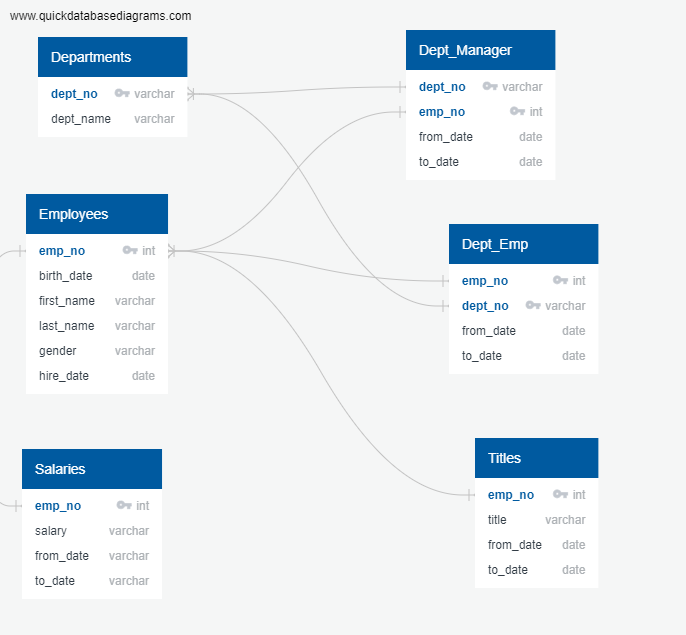 www.quickdatabasediagrams.com
Departments
dept_no varchar
dept_name varchar
Dept_Manager
dept_no varchar
emp_no int
from_date date
to_date date
Employees
emp_no int
birth_date date
first_name varchar
last_name varchar
gender varchar
hire_date date
Dept_Emp
emp_no int
dept_no varchar
from_date date
to_date date
Salaries
emp_no int
salary varchar
from_date varchar
to_date varchar
Titles
emp_no int
title varchar
from_date date
to_date date